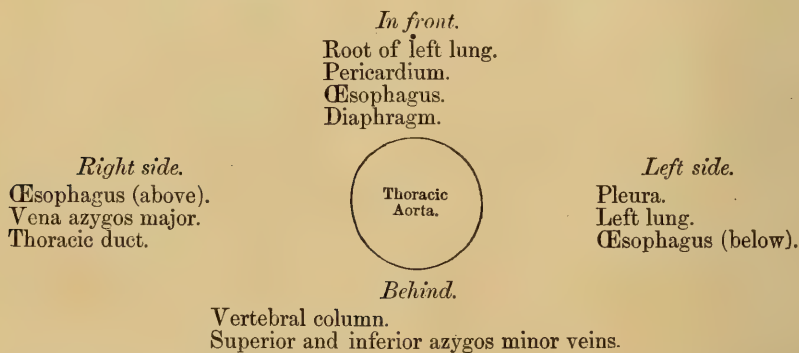 In front.
Root of left lung.
Pericardium.
Œsophagus.
Diaphragm.
Right side.
Œsophagus (above).
Vena azygos major.
Thoracic duct.
Thoracic
Aorta.
Left side.
Pleura.
Left lung.
Œsophagus (below).
Behind.
Vertebral column.
Superior and inferior azygos minor veins.